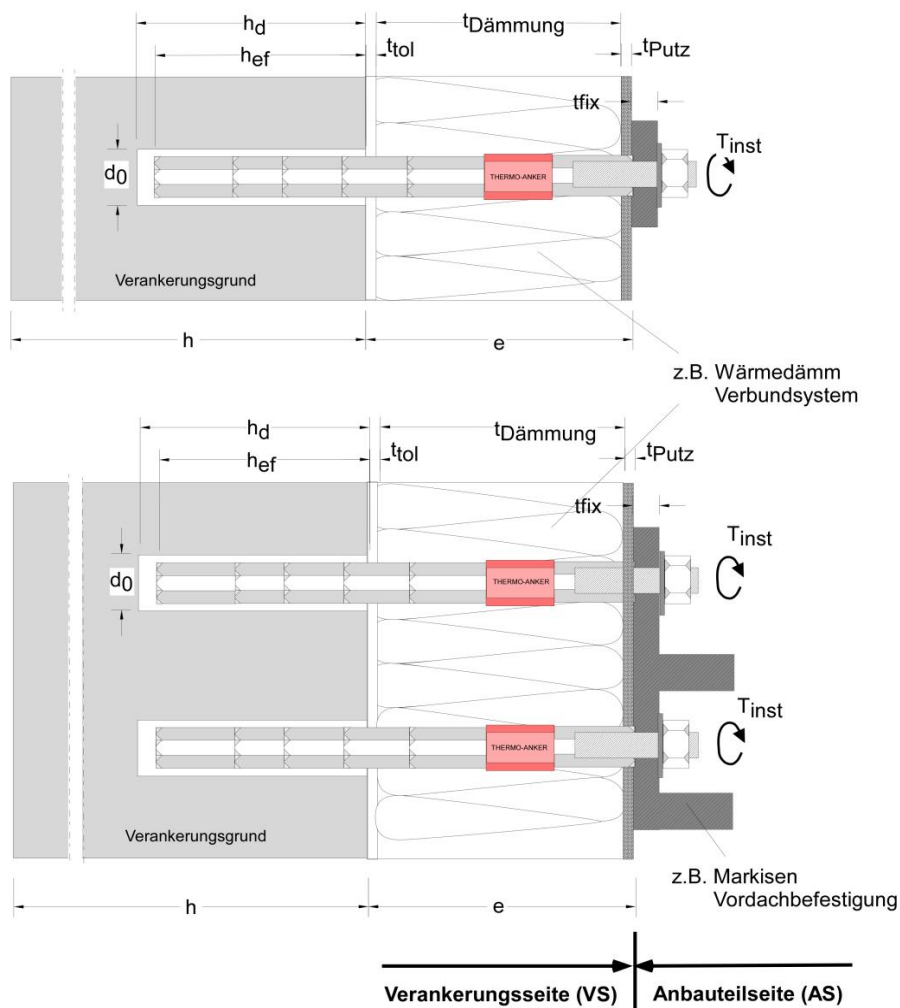 hd
tDämmung
hef
ttol
tPutz
tfix
Tinst
d0
THERMO-ANKER
Verankerungsgrund
h
e
z.B. Wärmedämm
Verbundsystem
hd
tDämmung
hef
ttol
tPutz
tfix
Tinst
d0
THERMO-ANKER
Tinst
THERMO-ANKER
Verankerungsgrund
z.B. Markisen
Vordachbefestigung
h
e
Verankerungsseite (VS)
Anbauteilseite (AS)